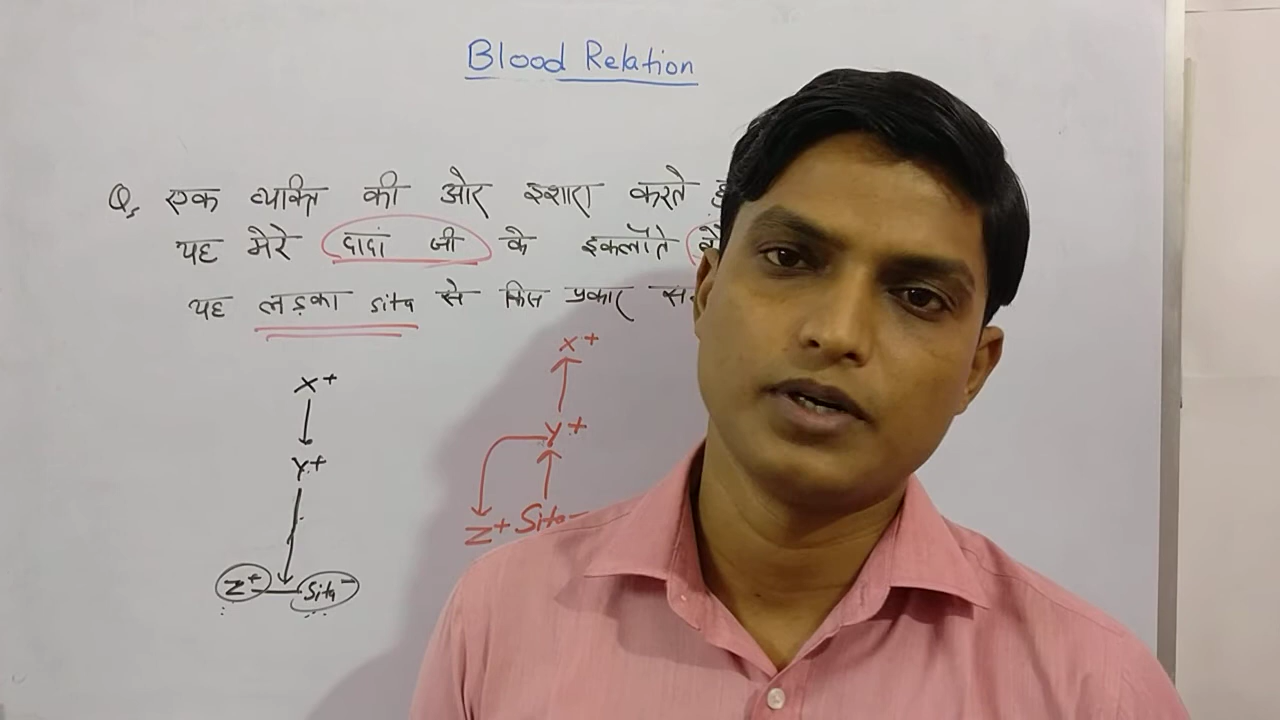 Blood Relation
Q, एक व्यक्ति की ओर इशारा करते
यह मेरे दादां जी के इकलौते
यह लड़का sita से किस प्रकार
X+
X+
Y+
Y+
Z+ Sita-
Z+ Sita-